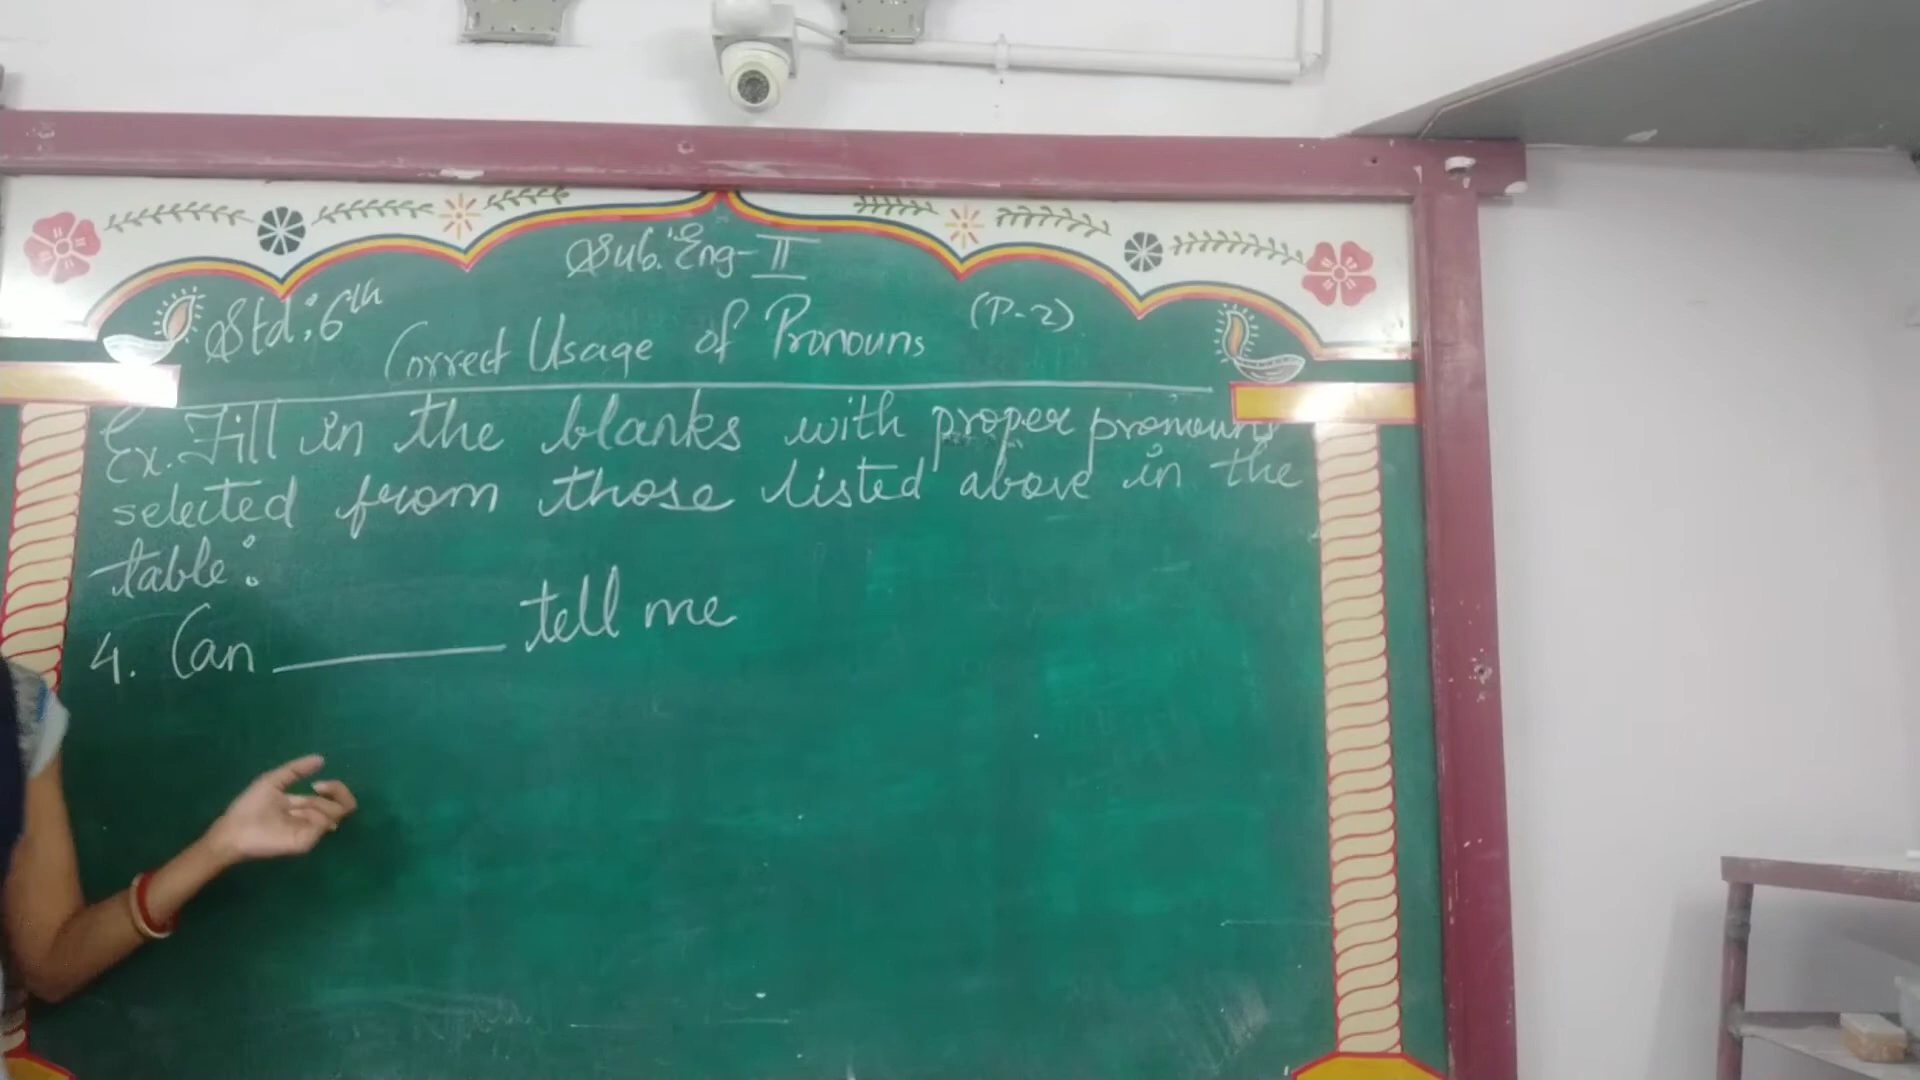 Sub: Eng-II
Std: 6th
Correct Usage of Pronouns (P-2)
Ex. Fill in the blanks with proper pronouns
selected from those listed above in the
table:
4. Can ________ tell me